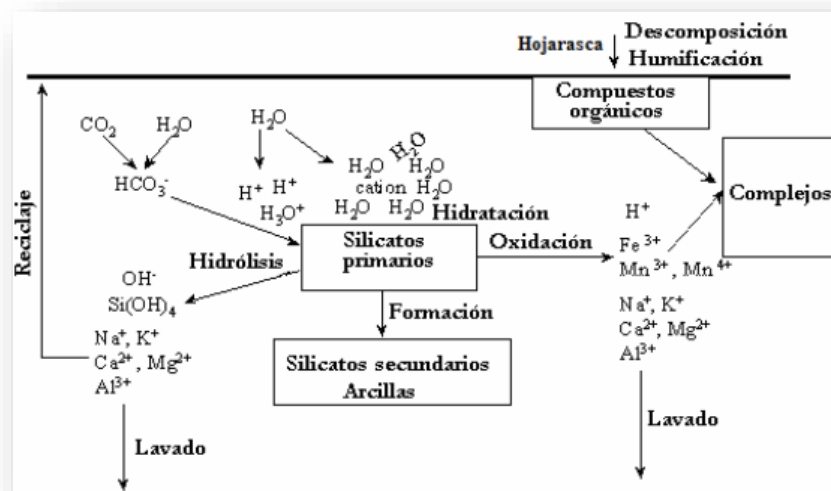 Hojarasca
Descomposición
Humificación
Compuestos
orgánicos
Complejos
CO₂
H₂O
HCO₃⁻
H₂O
H⁺ H⁺
H₃O⁺
H₂O
H₂O H₂O
cation H₂O
H₂O H₂O
Hidratación
Reciclaje
Silicatos
primarios
Oxidación
Hidrólisis
OH⁻
Si(OH)₄
Na⁺, K⁺
Ca²⁺, Mg²⁺
Al³⁺
Lavado
Formación
Silicatos secundarios
Arcillas
H⁺
Fe³⁺
Mn³⁺, Mn⁴⁺
Na⁺, K⁺
Ca²⁺, Mg²⁺
Al³⁺
Lavado